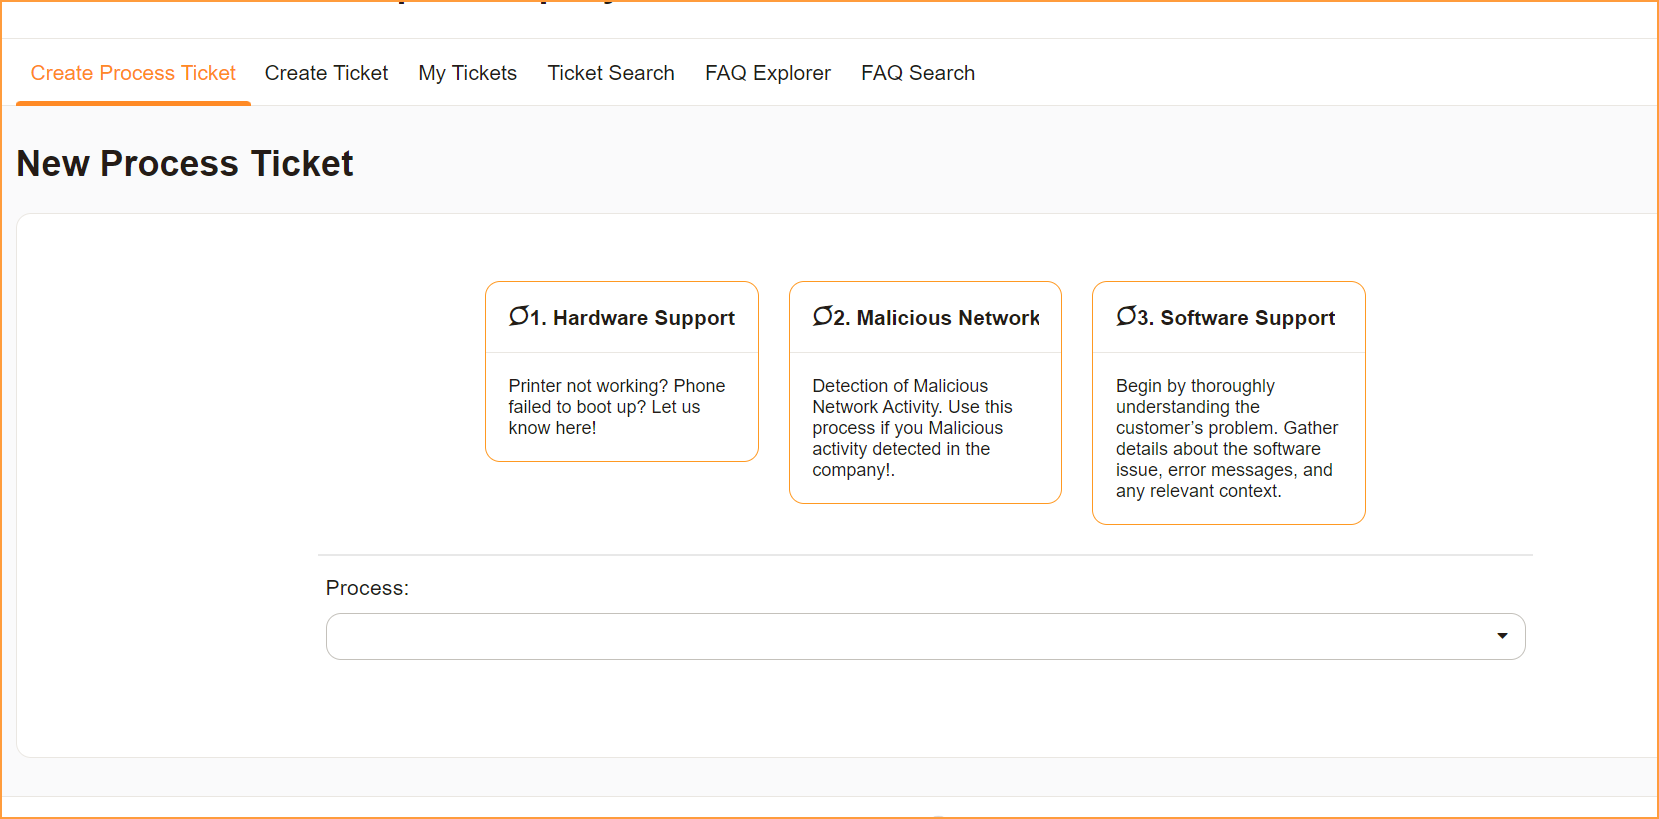 Create Process Ticket Create Ticket My Tickets Ticket Search FAQ Explorer FAQ Search
New Process Ticket
1. Hardware Support
Printer not working? Phone
failed to boot up? Let us
know here!
2. Malicious Network
Detection of Malicious
Network Activity. Use this
process if you Malicious
activity detected in the
company!.
3. Software Support
Begin by thoroughly
understanding the
customer’s problem. Gather
details about the software
issue, error messages, and
any relevant context.
Process: